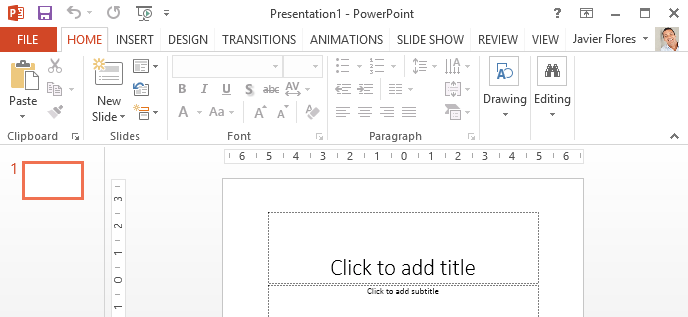 Presentation1 - PowerPoint
FILE HOME INSERT DESIGN TRANSITIONS ANIMATIONS SLIDE SHOW REVIEW VIEW Javier Flores
Paste
New
Slide
B I U S abc AV
A Aa A A
Drawing
Editing
Clipboard Slides Font Paragraph
6 5 4 3 2 1 0 1 2 3 4 5 6
1
3 2 1 0 1
Click to add title
Click to add subtitle